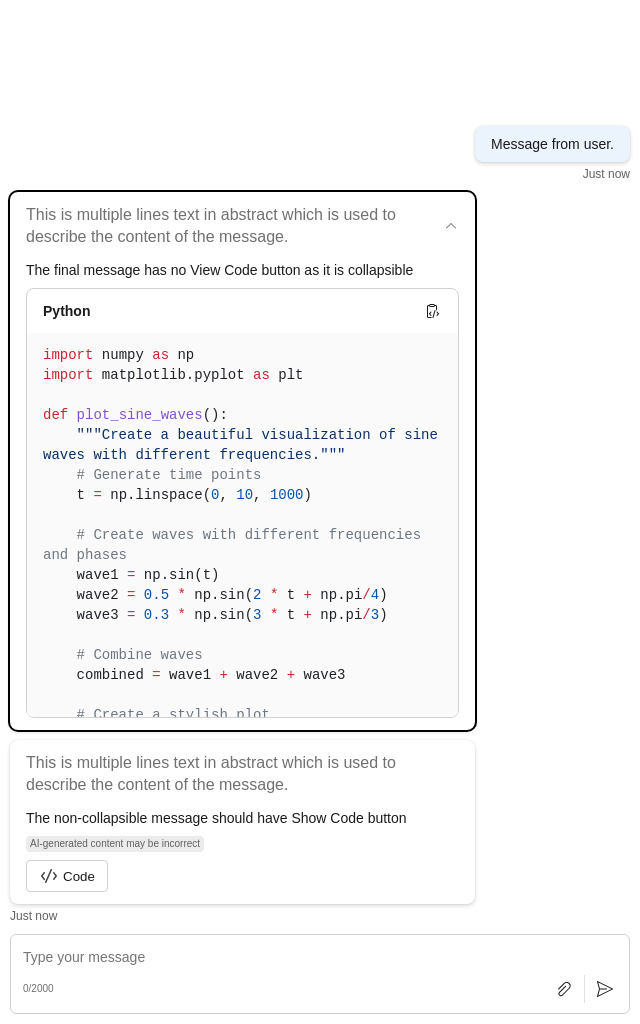 Message from user.
Just now
This is multiple lines text in abstract which is used to
describe the content of the message.
The final message has no View Code button as it is collapsible
Python
import numpy as np
import matplotlib.pyplot as plt
def plot_sine_waves():
    """Create a beautiful visualization of sine
waves with different frequencies."""
    # Generate time points
    t = np.linspace(0, 10, 1000)
    # Create waves with different frequencies
and phases
    wave1 = np.sin(t)
    wave2 = 0.5 * np.sin(2 * t + np.pi/4)
    wave3 = 0.3 * np.sin(3 * t + np.pi/3)
    # Combine waves
    combined = wave1 + wave2 + wave3
    # Create a stylish plot
This is multiple lines text in abstract which is used to
describe the content of the message.
The non-collapsible message should have Show Code button
AI-generated content may be incorrect
Code
Just now
Type your message
0/2000